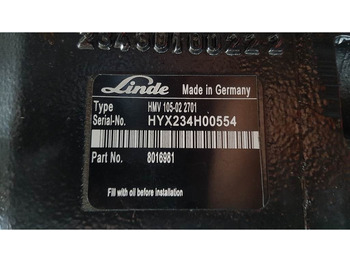 Linde Made in Germany
Type HMV 105-02 2701
Serial-No. HYX234H00554
Part No. 8016981
Fill with oil before installation